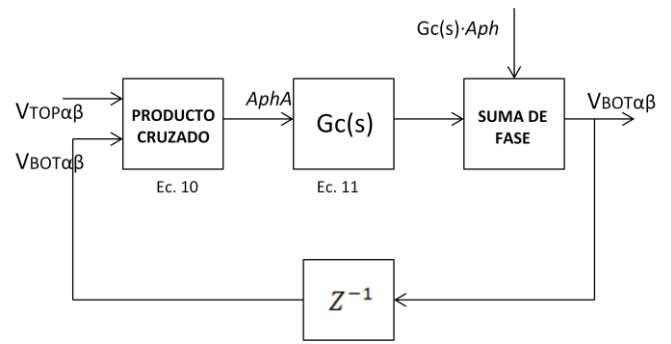 Gc(s)·Aph
VTOPαβ
VBOTαβ
PRODUCTO
CRUZADO
Ec. 10
AphA
Gc(s)
Ec. 11
SUMA DE
FASE
VBOTαβ
Z⁻¹